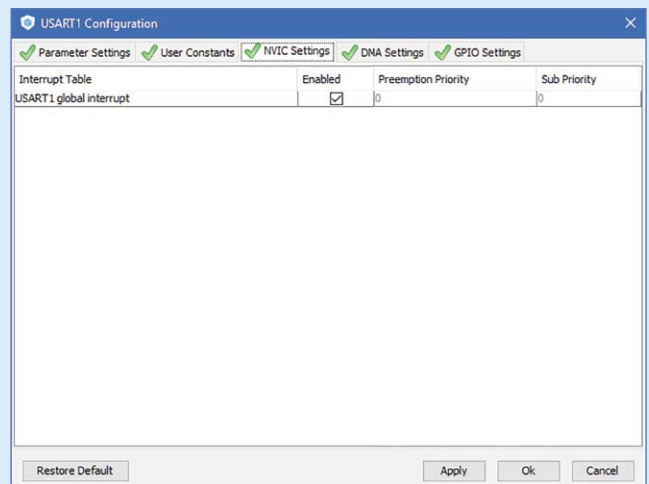 USART1 Configuration
Parameter Settings User Constants NVIC Settings DNA Settings GPIO Settings
Interrupt Table Enabled Preemption Priority Sub Priority
USART1 global interrupt 0 0
Restore Default Apply Ok Cancel